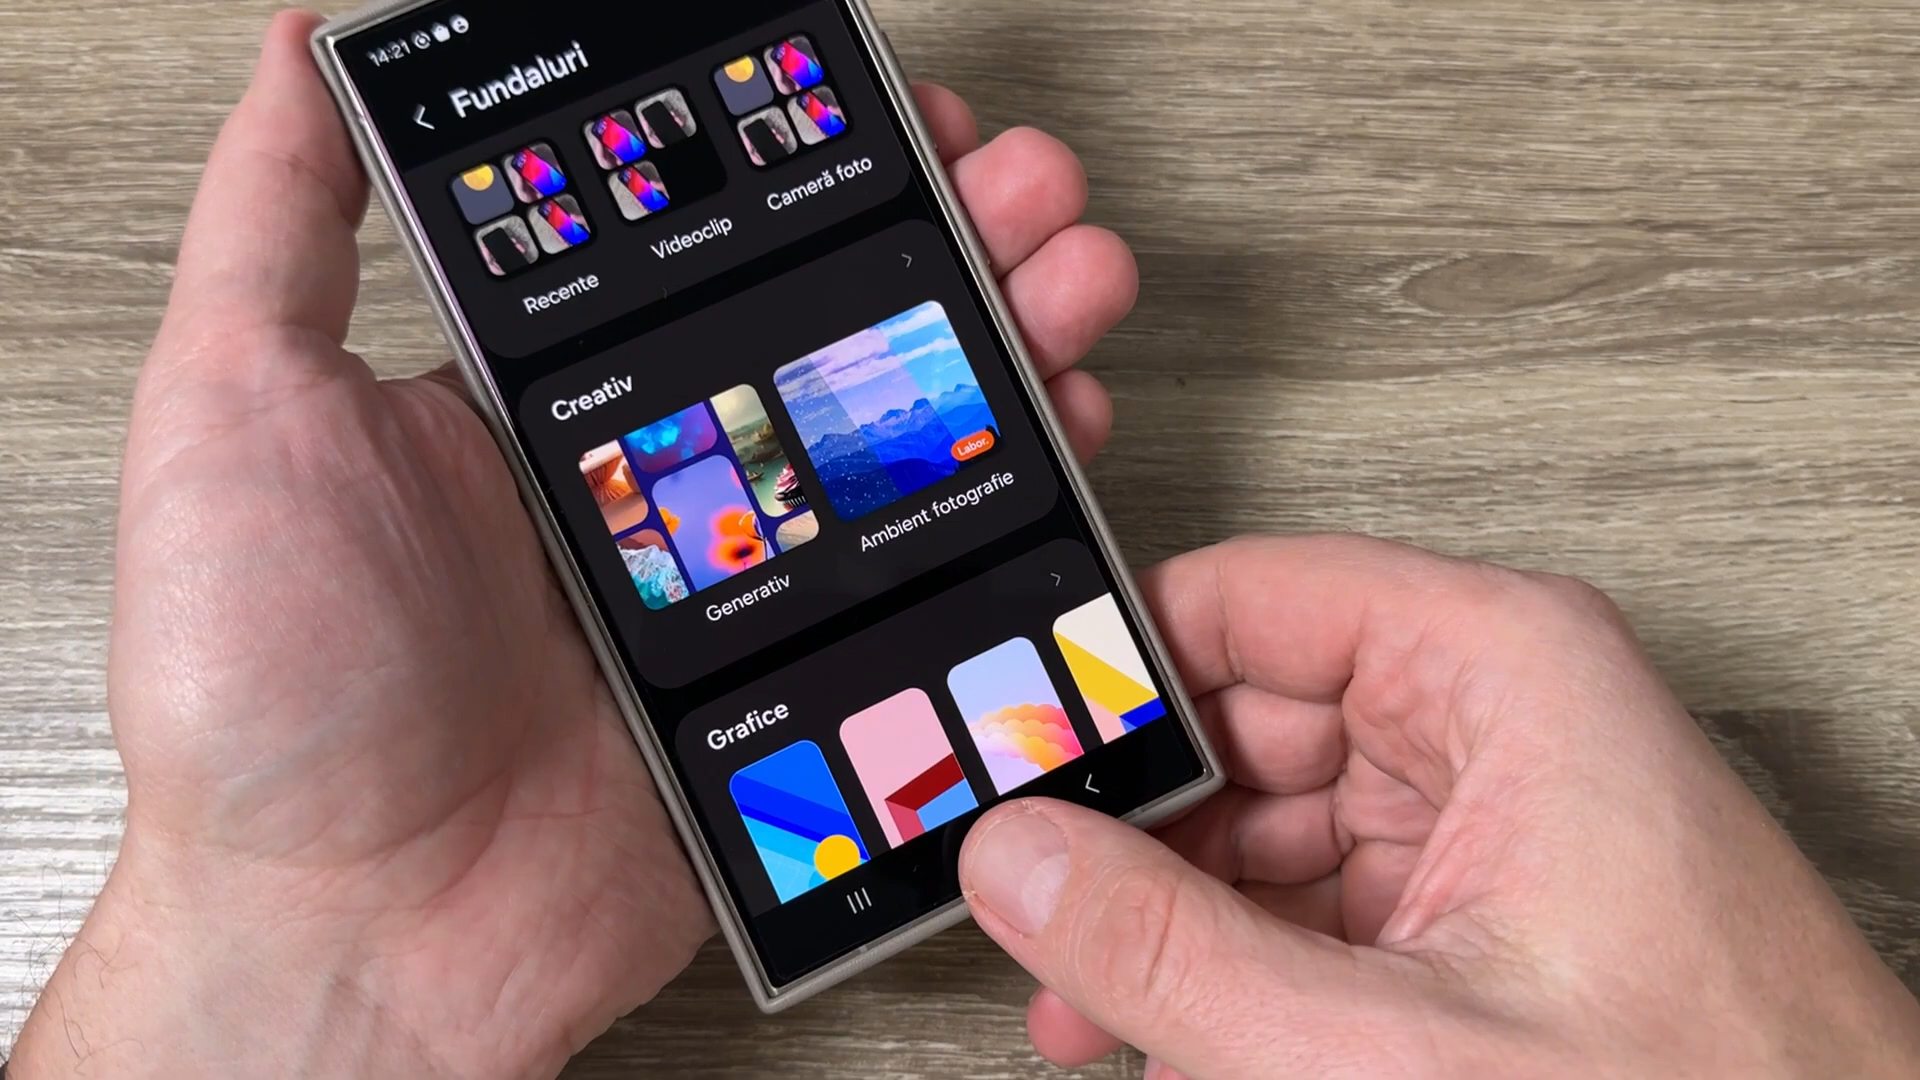 14:21
Fundaluri
Recente
Videoclip
Cameră foto
Creativ
Labor.
Generativ
Ambient fotografie
Grafice